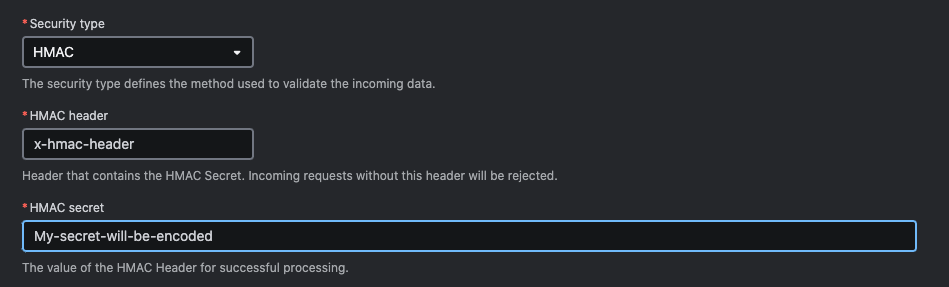 * Security type
HMAC
The security type defines the method used to validate the incoming data.
* HMAC header
x-hmac-header
Header that contains the HMAC Secret. Incoming requests without this header will be rejected.
* HMAC secret
My-secret-will-be-encoded
The value of the HMAC Header for successful processing.